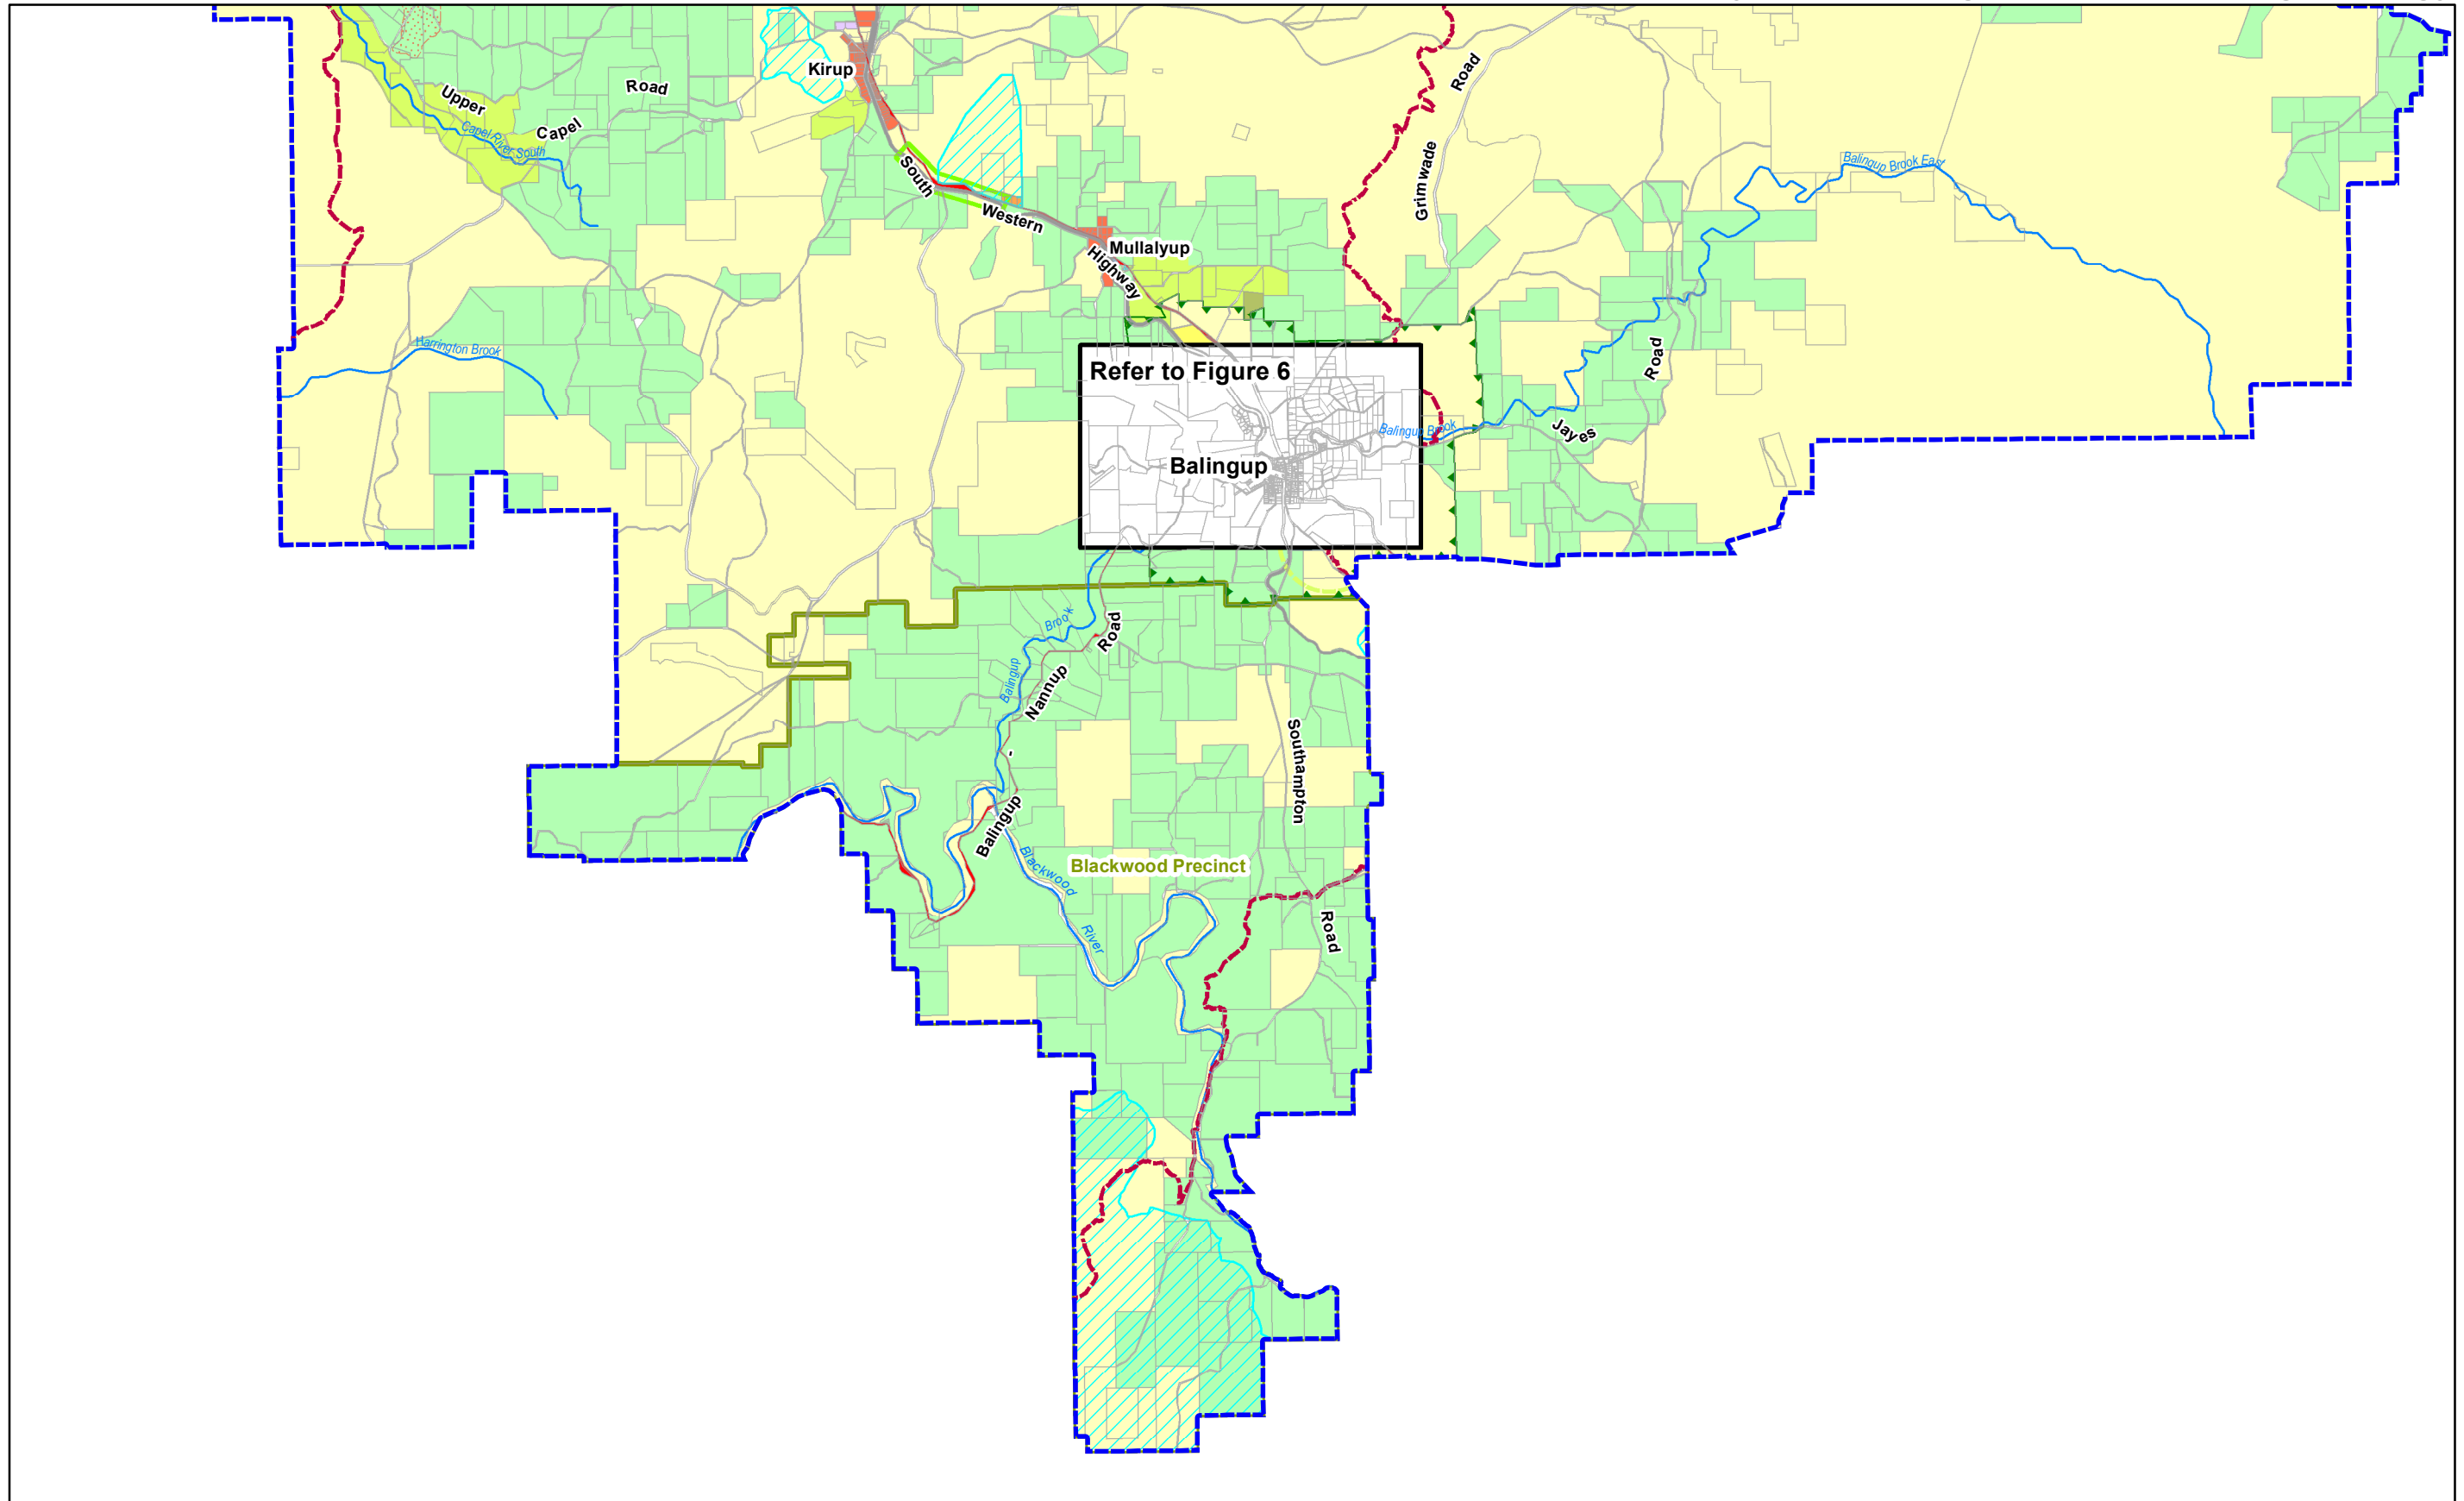 Kirup
Road
Upper
Capel
Capel River South
South
Western
Highway
Mullalyup
Grimwade
Road
Balingup Brook East
Harrington Brook
Refer to Figure 6
Balingup
Balingup Brook
Jayes
Road
Balingup
Brook
Balingup
-
Nannup
Road
Southampton
Road
Blackwood Precinct
Blackwood
River